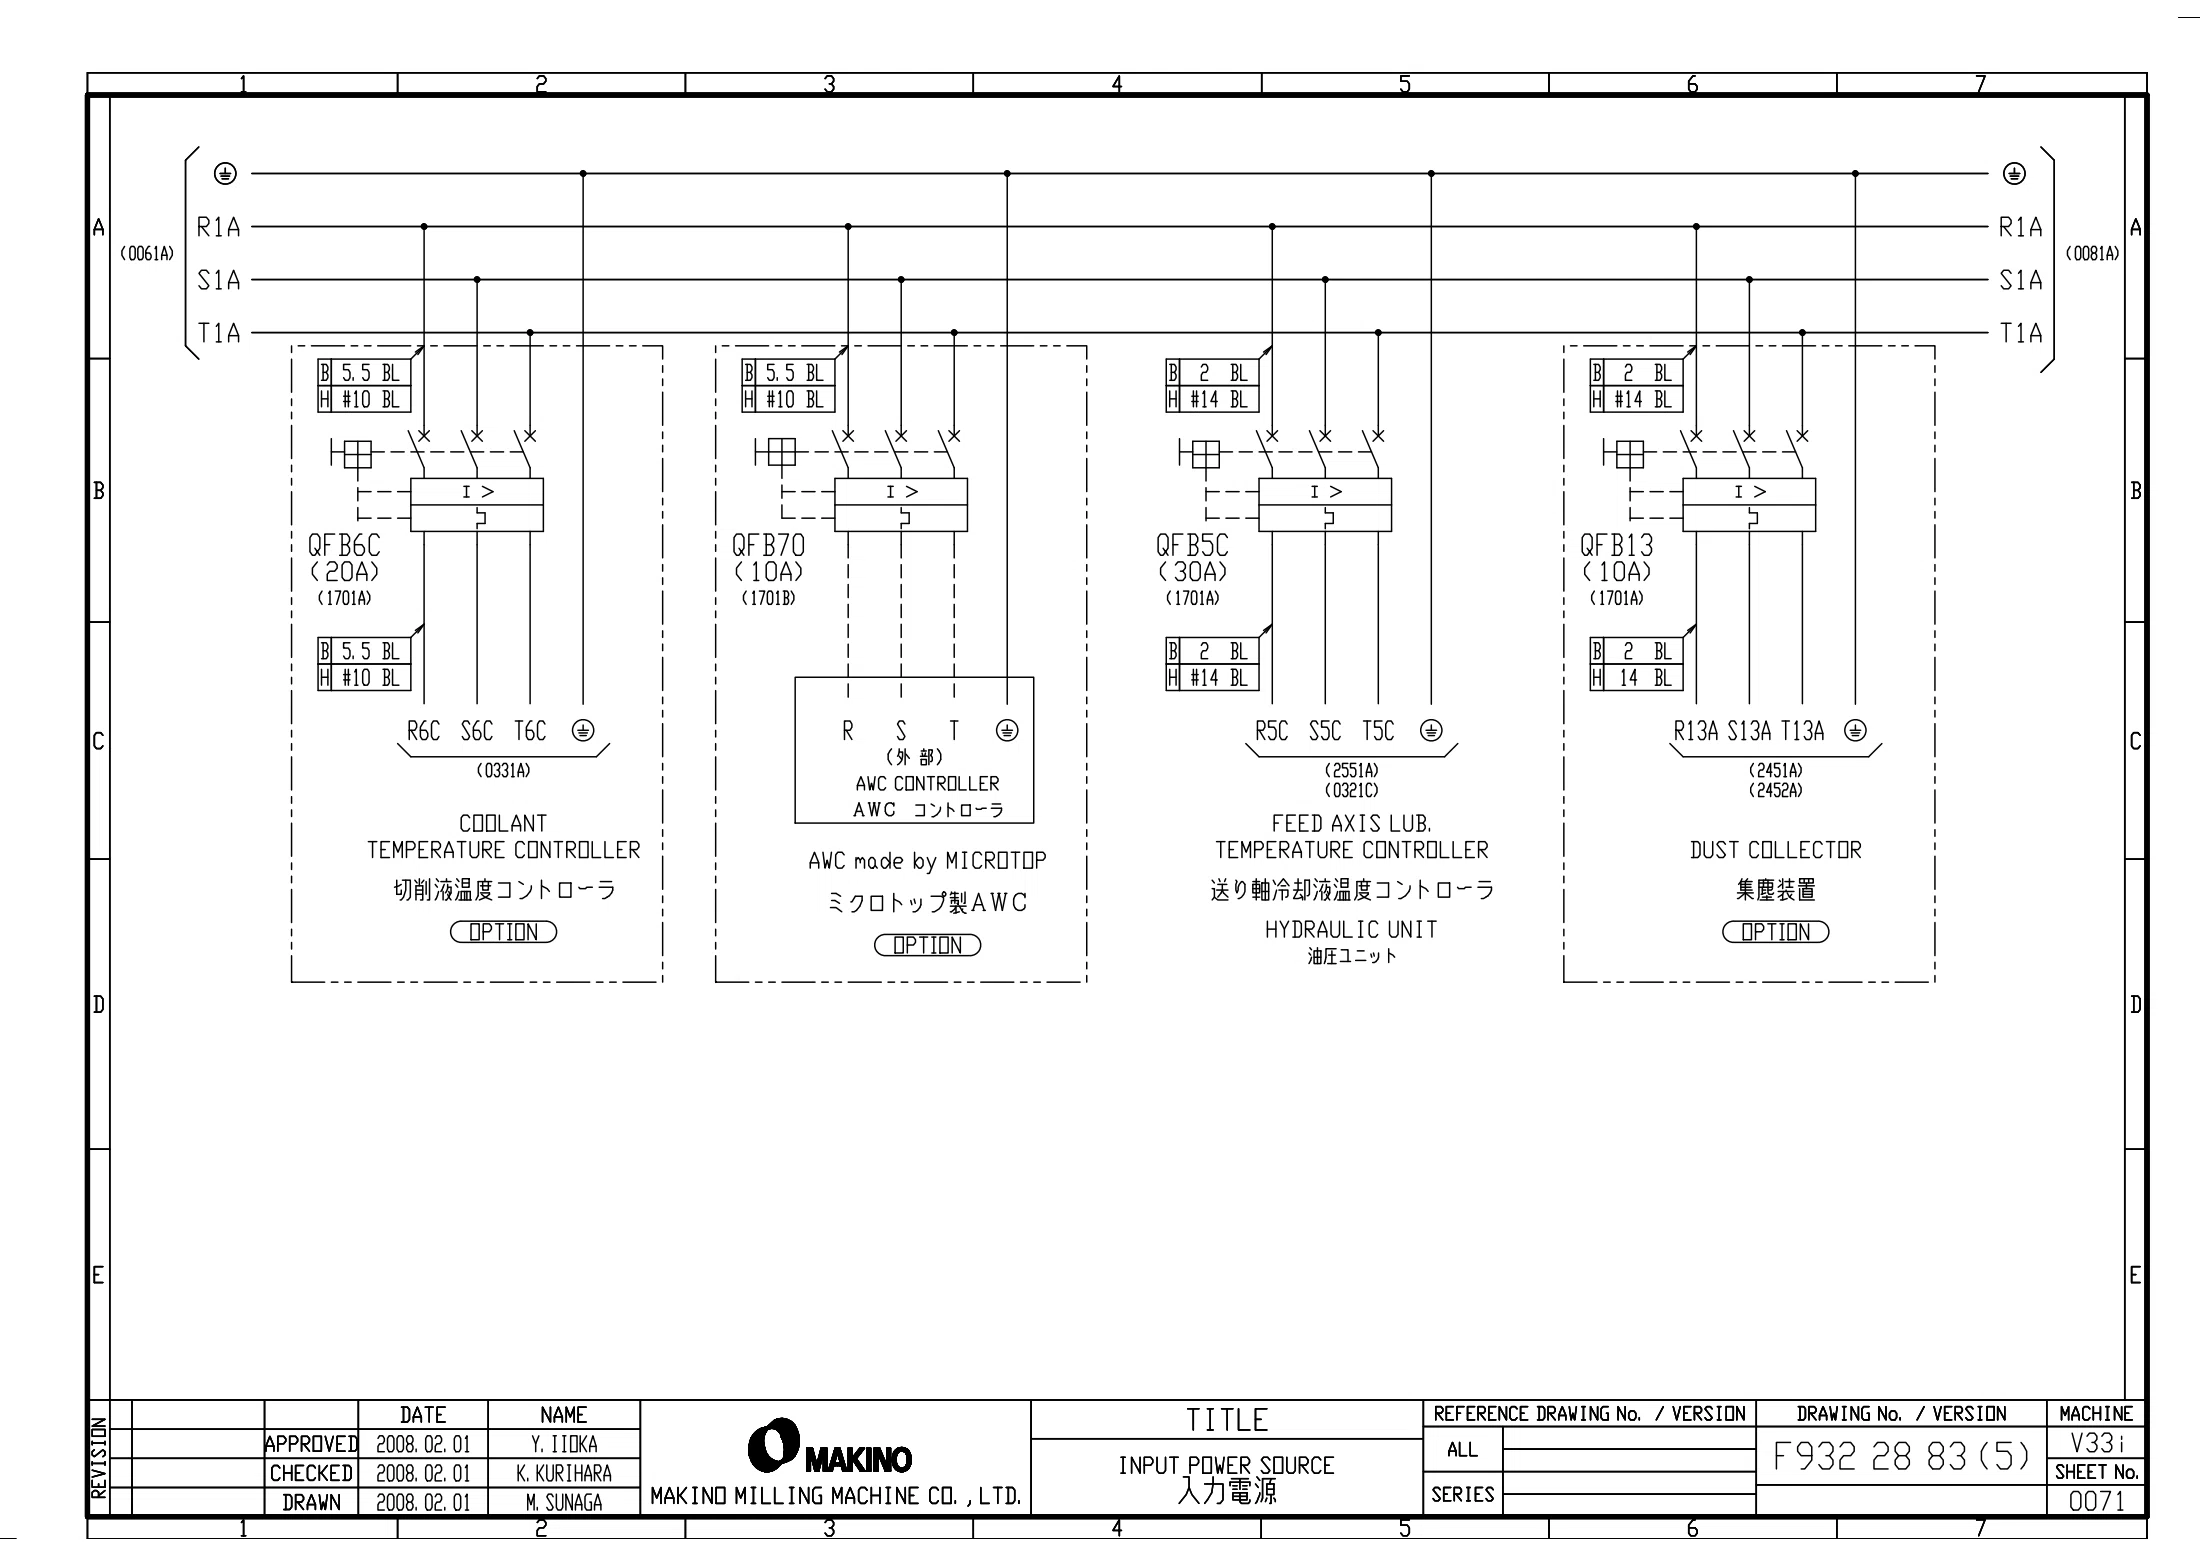 1 2 3 4 5 6 7
R1A R1A
A A
(0061A) (0081A)
S1A S1A
T1A T1A
B 5.5 BL
H #10 BL
B 5.5 BL
H #10 BL
B 2 BL
H #14 BL
B 2 BL
H #14 BL
B B
I > I > I > I >
QFB6C QFB70 QFB5C QFB13
(20A) (10A) (30A) (10A)
(1701A) (1701B) (1701A) (1701A)
B 5.5 BL
H #10 BL
B 2 BL
H #14 BL
B 2 BL
H 14 BL
C C
R6C S6C T6C
(0331A)
COOLANT
TEMPERATURE CONTROLLER
切削液温度コントローラ
OPTION
R S T
(外部)
AWC CONTROLLER
AWC コントローラ
AWC made by MICROTOP
ミクロトップ製AWC
OPTION
R5C S5C T5C
(2551A)
(0321C)
FEED AXIS LUB.
TEMPERATURE CONTROLLER
送り軸冷却液温度コントローラ
HYDRAULIC UNIT
油圧ユニット
R13A S13A T13A
(2451A)
(2452A)
DUST COLLECTOR
集塵装置
OPTION
D D
E E
REVISION
DATE NAME
APPROVED 2008.02.01 Y. IIOKA
CHECKED 2008.02.01 K. KURIHARA
DRAWN 2008.02.01 M. SUNAGA
MAKINO
MAKINO MILLING MACHINE CO.,LTD.
TITLE
INPUT POWER SOURCE
入力電源
REFERENCE DRAWING No. / VERSION
ALL
SERIES
DRAWING No. / VERSION
F932 28 83(5)
MACHINE
V33i
SHEET No.
0071
1 2 3 4 5 6 7